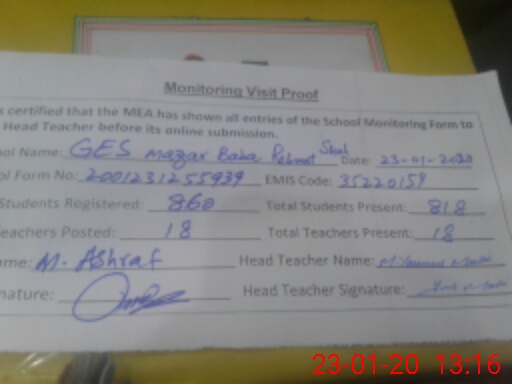 Monitoring Visit Proof
s certified that the MEA has shown all entries of the School Monitoring Form to
Head Teacher before its online submission.
ool Name: GES Mazar Baba Rehmat Shah Date: 23-01-2020
ol Form No: 2001231255939 EMIS Code: 35220159
Students Registered: 860 Total Students Present: 818
eachers Posted: 18 Total Teachers Present: 18
ame: M. Ashraf Head Teacher Name:
nature: Head Teacher Signature:
23-01-20 13:16